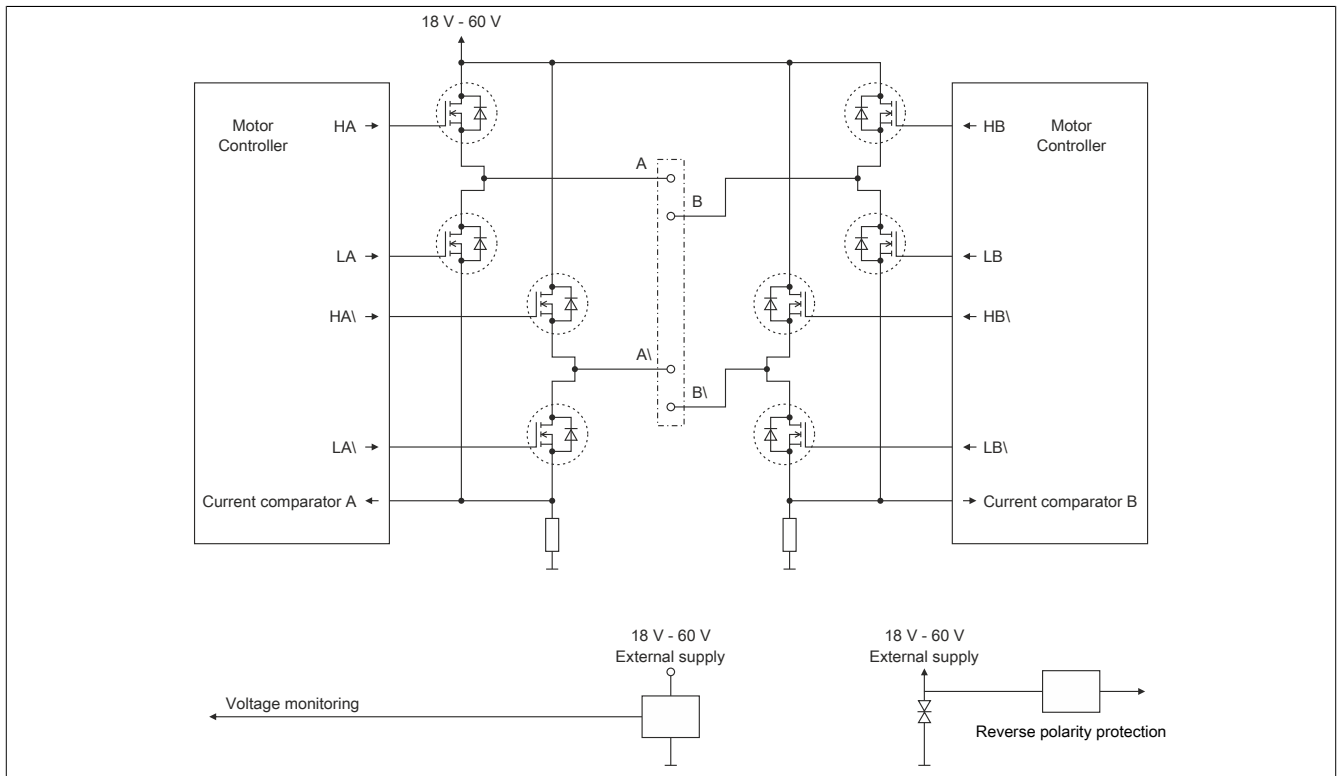 18 V - 60 V
Motor
Controller
HA
LA
HA\
LA\
Current comparator A
A
B
A\
B\
Motor
Controller
HB
LB
HB\
LB\
Current comparator B
18 V - 60 V
External supply
Voltage monitoring
18 V - 60 V
External supply
Reverse polarity protection